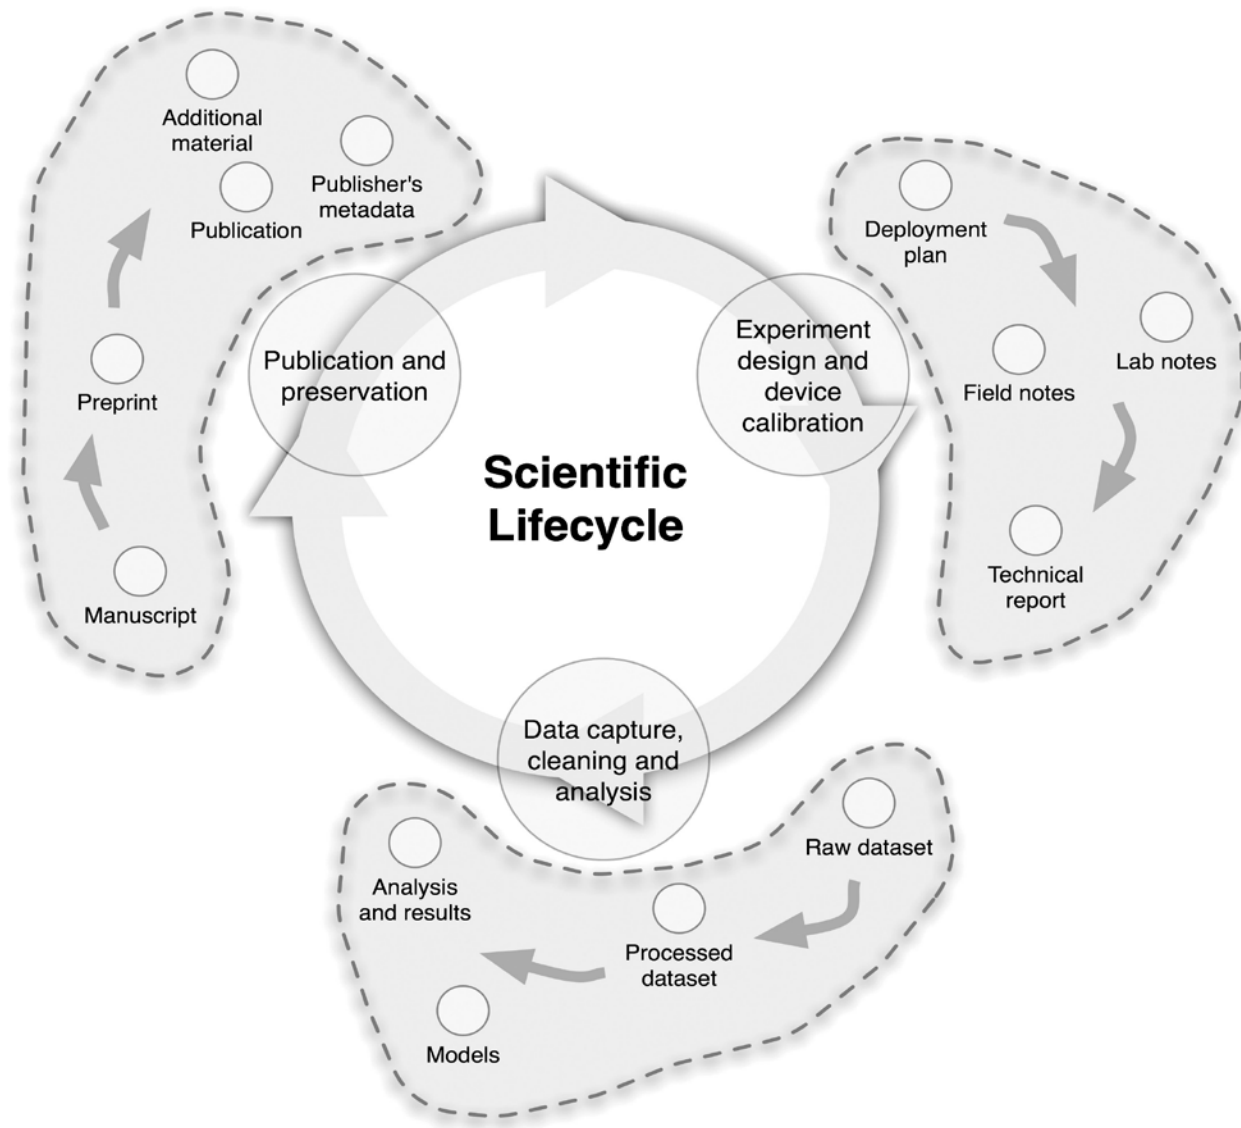 Additional
material
Publisher's
metadata
Publication
Preprint
Manuscript
Publication and
preservation
Scientific
Lifecycle
Experiment
design and
device
calibration
Deployment
plan
Lab notes
Field notes
Technical
report
Data capture,
cleaning and
analysis
Raw dataset
Processed
dataset
Analysis
and results
Models